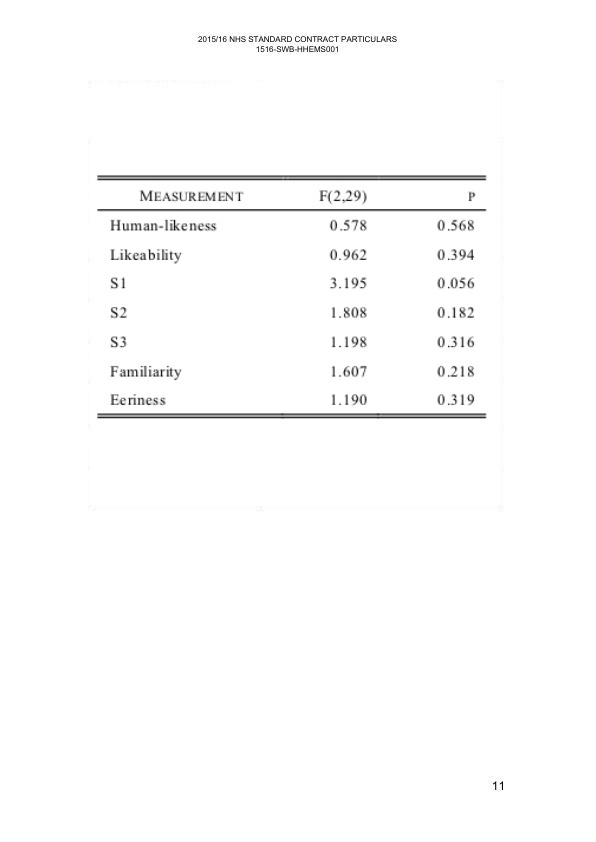 2015/16 NHS STANDARD CONTRACT PARTICULARS
1516-SWB-HHEMS001
MEASUREMENT F(2,29) P
Human-likeness 0.578 0.568
Likeability 0.962 0.394
S1 3.195 0.056
S2 1.808 0.182
S3 1.198 0.316
Familiarity 1.607 0.218
Eeriness 1.190 0.319
11